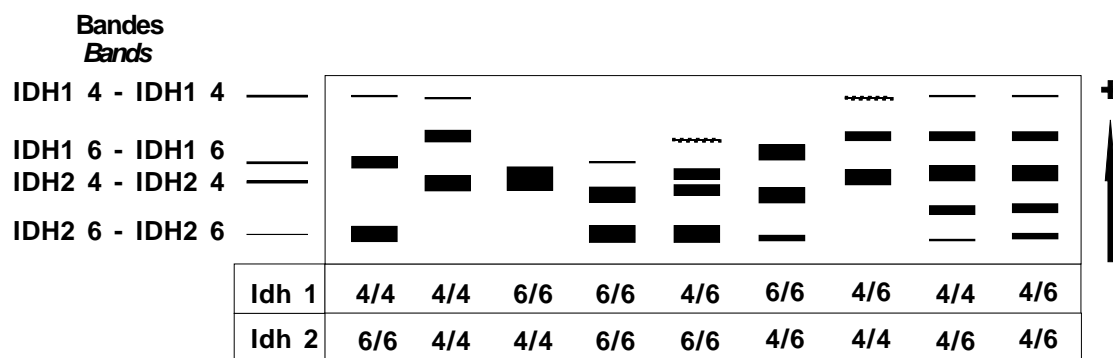 Bandes
Bands
IDH1 4 - IDH1 4
+
IDH1 6 - IDH1 6
IDH2 4 - IDH2 4
IDH2 6 - IDH2 6
Idh 1 4/4 4/4 6/6 6/6 4/6 6/6 4/6 4/4 4/6
Idh 2 6/6 4/4 4/4 6/6 6/6 4/6 4/4 4/6 4/6